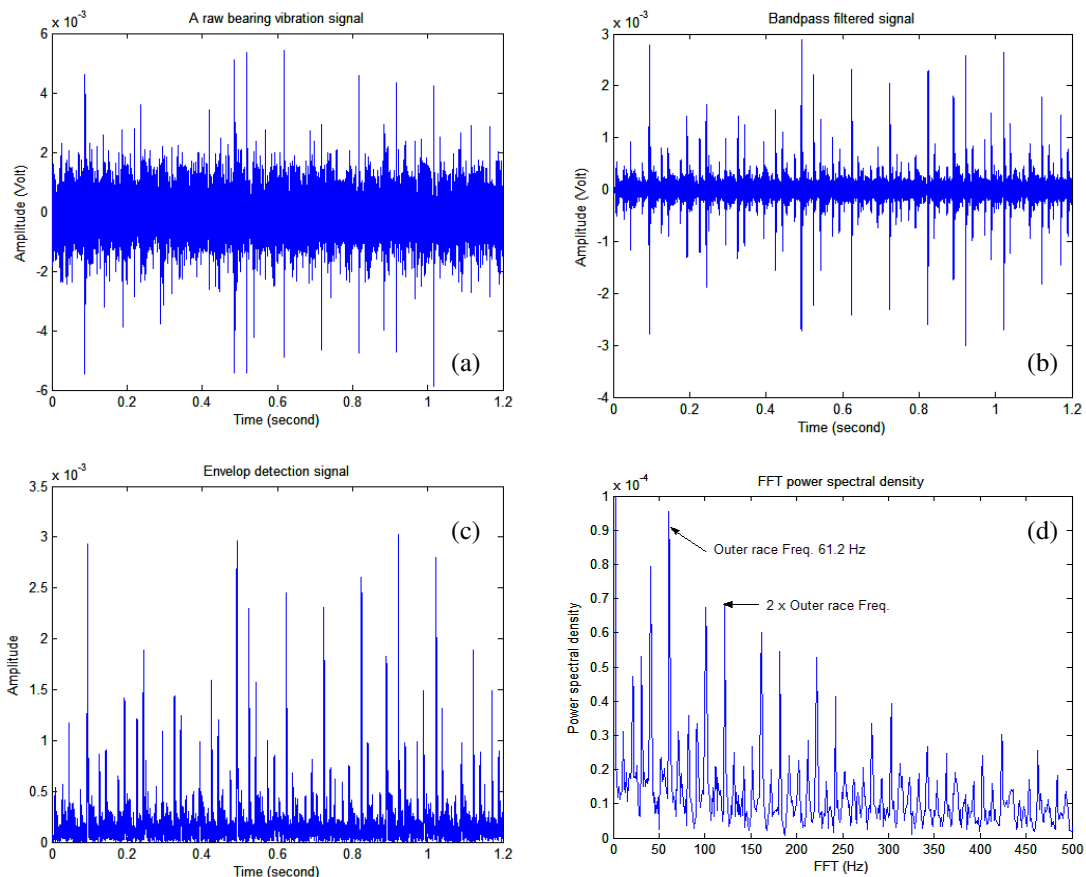 A raw bearing vibration signal
x 10^-3
6
4
2
0
-2
-4
-6
Amplitude (Volt)
0 0.2 0.4 0.6 0.8 1 1.2
Time (second)
(a)
Bandpass filtered signal
x 10^-3
3
2
1
0
-1
-2
-3
-4
Amplitude (Volt)
0 0.2 0.4 0.6 0.8 1 1.2
Time (second)
(b)
Envelop detection signal
x 10^-3
3.5
3
2.5
2
1.5
1
0.5
0
Amplitude
0 0.2 0.4 0.6 0.8 1 1.2
Time (second)
(c)
FFT power spectral density
x 10^-4
1
0.9
0.8
0.7
0.6
0.5
0.4
0.3
0.2
0.1
0
Power spectral density
Outer race Freq. 61.2 Hz
2 x Outer race Freq.
0 50 100 150 200 250 300 350 400 450 500
FFT (Hz)
(d)